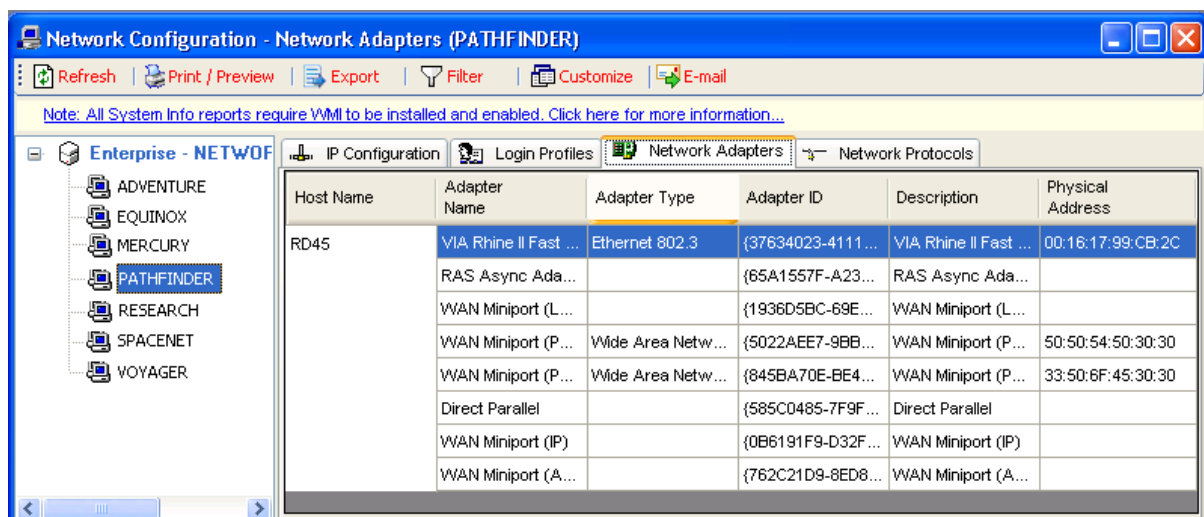 Network Configuration - Network Adapters (PATHFINDER)
Refresh Print / Preview Export Filter Customize E-mail
Note: All System Info reports require WMI to be installed and enabled. Click here for more information...
Enterprise - NETWOF
ADVENTURE
EQUINOX
MERCURY
PATHFINDER
RESEARCH
SPACENET
VOYAGER
IP Configuration Login Profiles Network Adapters Network Protocols
Host Name Adapter Name Adapter Type Adapter ID Description Physical Address
RD45 VIA Rhine II Fast ... Ethernet 802.3 {37634023-4111... VIA Rhine II Fast ... 00:16:17:99:CB:2C
RAS Async Ada... {65A1557F-A23... RAS Async Ada...
WAN Miniport (L... {1936D5BC-69E... WAN Miniport (L...
WAN Miniport (P... Wide Area Netw... {5022AEE7-9BB... WAN Miniport (P... 50:50:54:50:30:30
WAN Miniport (P... Wide Area Netw... {845BA70E-BE4... WAN Miniport (P... 33:50:6F:45:30:30
Direct Parallel {585C0485-7F9F... Direct Parallel
WAN Miniport (IP) {0B6191F9-D32F... WAN Miniport (IP)
WAN Miniport (A... {762C21D9-8ED8... WAN Miniport (A...